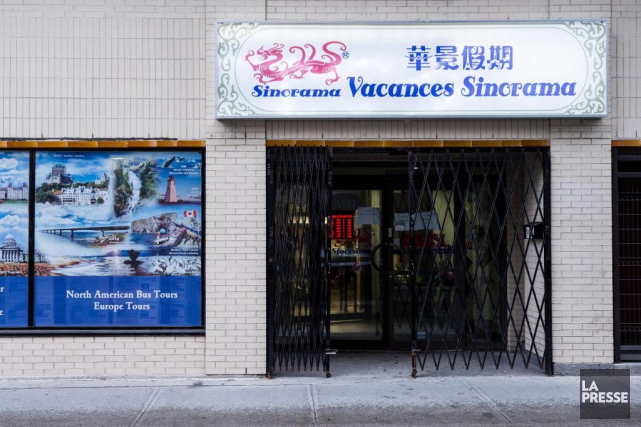 華景假期
Sinorama Vacances Sinorama
North American Bus Tours
Europe Tours
LA
PRESSE